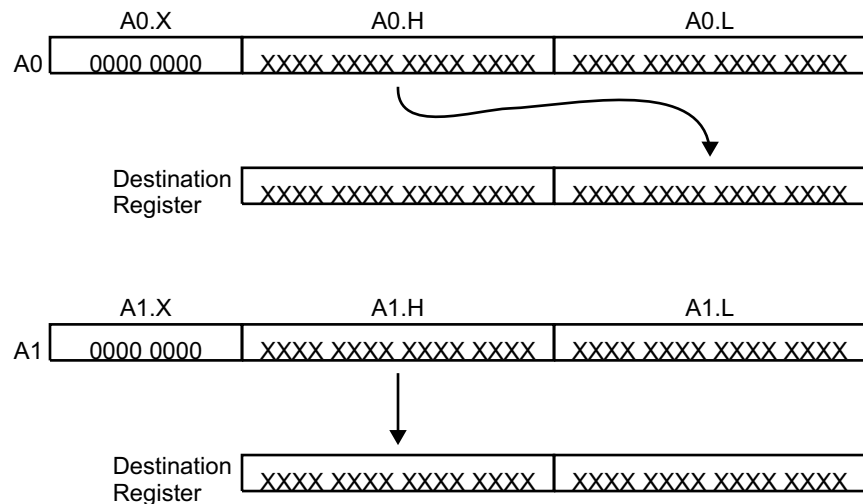 A0.X A0.H A0.L
A0 0000 0000 XXXX XXXX XXXX XXXX XXXX XXXX XXXX XXXX
Destination
Register XXXX XXXX XXXX XXXX XXXX XXXX XXXX XXXX
A1.X A1.H A1.L
A1 0000 0000 XXXX XXXX XXXX XXXX XXXX XXXX XXXX XXXX
Destination
Register XXXX XXXX XXXX XXXX XXXX XXXX XXXX XXXX